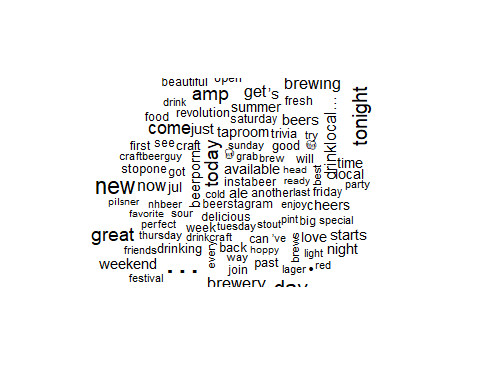 beautiful open
amp get's brewing
drink summer fresh
food revolution saturday beers
come just taproom trivia try
tonight
drinklocal…
first see craft sunday good
craftbeerguy grab brew will time
stopone got available head best local
today
beerporn
new now jul instabeer ready party
cold ale another last friday
pilsner nhbeer beerstagram enjoy cheers
favorite sour delicious pint big special
perfect week tuesday stout
great thursday drinkcraft can 've love starts
friends drinking back hoppy brews light night
every way
weekend … join past lager • red
festival brewery day